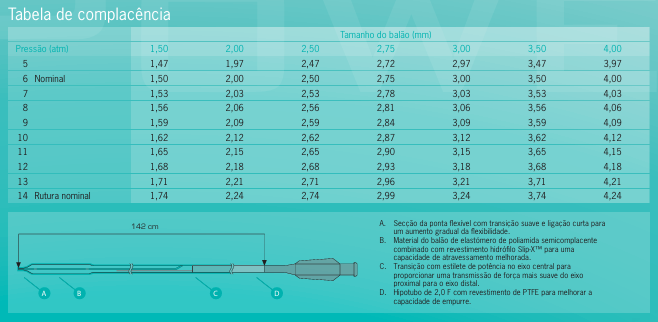 Tabela de complacência
Tamanho do balão (mm)
Pressão (atm) 1,50 2,00 2,50 2,75 3,00 3,50 4,00
5 1,47 1,97 2,47 2,72 2,97 3,47 3,97
6 Nominal 1,50 2,00 2,50 2,75 3,00 3,50 4,00
7 1,53 2,03 2,53 2,78 3,03 3,53 4,03
8 1,56 2,06 2,56 2,81 3,06 3,56 4,06
9 1,59 2,09 2,59 2,84 3,09 3,59 4,09
10 1,62 2,12 2,62 2,87 3,12 3,62 4,12
11 1,65 2,15 2,65 2,90 3,15 3,65 4,15
12 1,68 2,18 2,68 2,93 3,18 3,68 4,18
13 1,71 2,21 2,71 2,96 3,21 3,71 4,21
14 Rutura nominal 1,74 2,24 2,74 2,99 3,24 3,74 4,24
142 cm
A B C D
A. Secção da ponta flexível com transição suave e ligação curta para
um aumento gradual da flexibilidade.
B. Material do balão de elastómero de poliamida semicomplacente
combinado com revestimento hidrófilo Slip-X™ para uma
capacidade de atravessamento melhorada.
C. Transição com estilete de potência no eixo central para
proporcionar uma transmissão de força mais suave do eixo
proximal para o eixo distal.
D. Hipotubo de 2,0 F com revestimento de PTFE para melhorar a
capacidade de empurre.